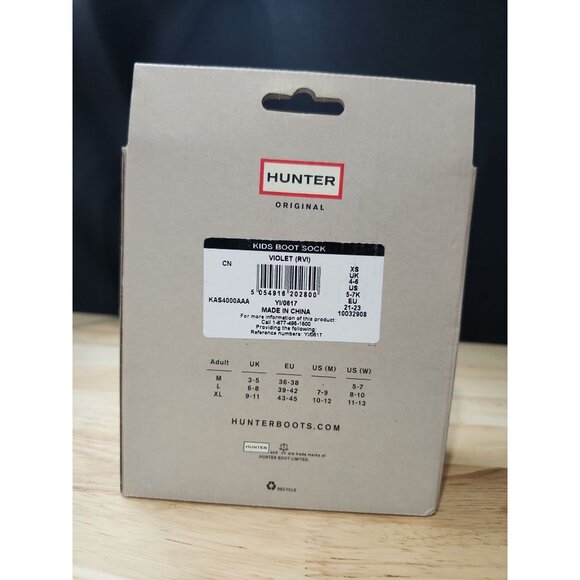 HUNTER
ORIGINAL
KIDS BOOT SOCK
VIOLET (RVI)
CN
5 054916 202800
KAS4000AAA
YI/0617
MADE IN CHINA
For more information of this product
Call 1-877-495-1500
Providing the following
Reference numbers: YI/0617
XS
UK
4-6
US
5-7K
EU
21-23
10032908
Adult UK EU US (M) US (W)
M 3-5 36-38 - 5-7
L 6-8 39-42 7-9 8-10
XL 9-11 43-45 10-12 11-13
HUNTERBOOTS.COM
HUNTER and are trade marks of
HUNTER BOOT LIMITED.
RECYCLE